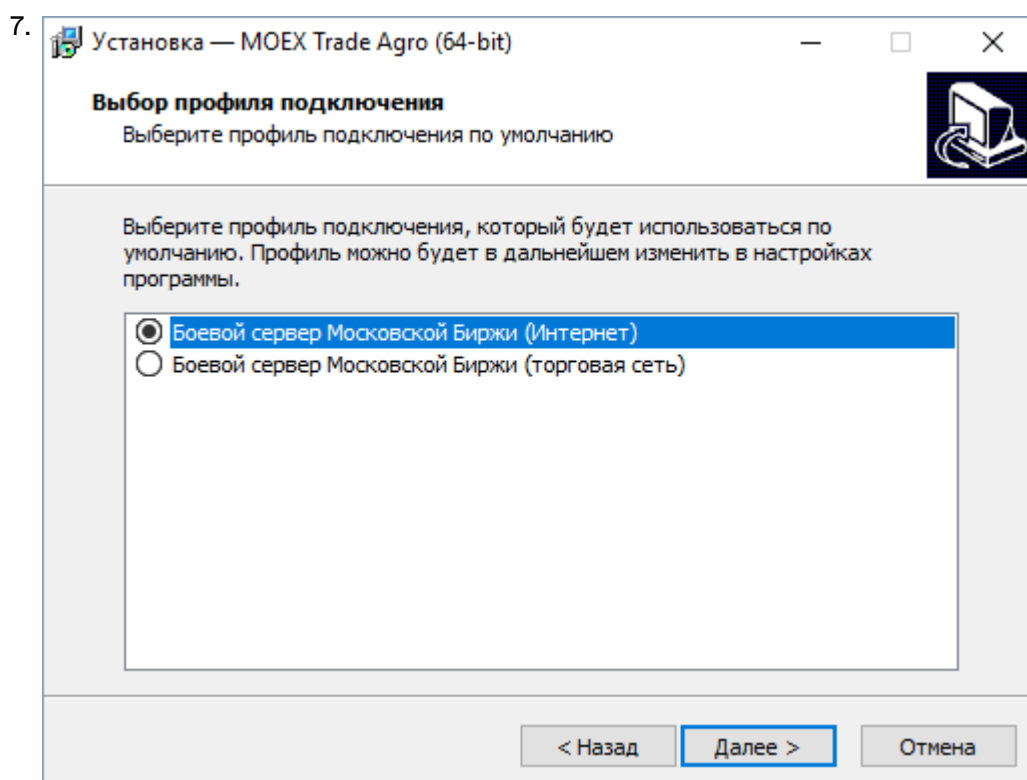 7.
Установка — MOEX Trade Agro (64-bit)
Выбор профиля подключения
Выберите профиль подключения по умолчанию
Выберите профиль подключения, который будет использоваться по
умолчанию. Профиль можно будет в дальнейшем изменить в настройках
программы.
Боевой сервер Московской Биржи (Интернет)
Боевой сервер Московской Биржи (торговая сеть)
< Назад Далее > Отмена